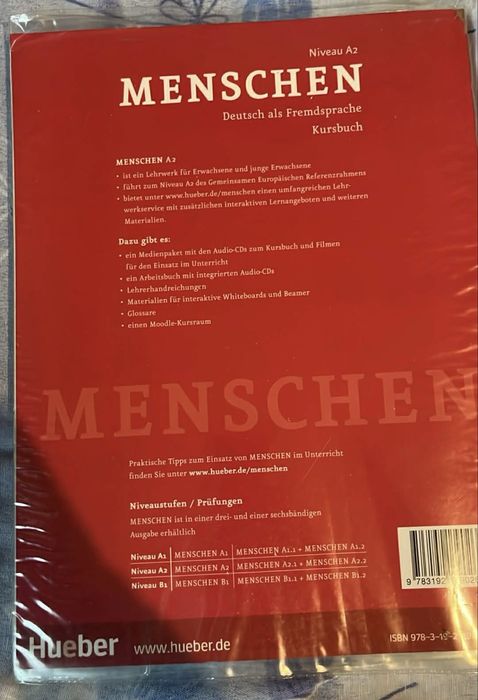 Niveau A2
MENSCHEN
Deutsch als Fremdsprache
Kursbuch
MENSCHEN A2
• ist ein Lehrwerk für Erwachsene und junge Erwachsene
• führt zum Niveau A2 des Gemeinsamen Europäischen Referenzrahmens
• bietet unter www.hueber.de/menschen einen umfangreichen Lehr-
werkservice mit zusätzlichen interaktiven Lernangeboten und weiteren
Materialien.
Dazu gibt es:
• ein Medienpaket mit den Audio-CDs zum Kursbuch und Filmen
für den Einsatz im Unterricht
• ein Arbeitsbuch mit integrierten Audio-CDs
• Lehrerhandreichungen
• Materialien für interaktive Whiteboards und Beamer
• Glossare
• einen Moodle-Kursraum
MENSCHEN
Praktische Tipps zum Einsatz von MENSCHEN im Unterricht
finden Sie unter www.hueber.de/menschen
Niveaustufen / Prüfungen
MENSCHEN ist in einer drei- und einer sechsbändigen
Ausgabe erhältlich
Niveau A1 | MENSCHEN A1 | MENSCHEN A1.1 + MENSCHEN A1.2
Niveau A2 | MENSCHEN A2 | MENSCHEN A2.1 + MENSCHEN A2.2
Niveau B1 | MENSCHEN B1 | MENSCHEN B1.1 + MENSCHEN B1.2
9 783192
Hueber www.hueber.de
ISBN 978-3-19-